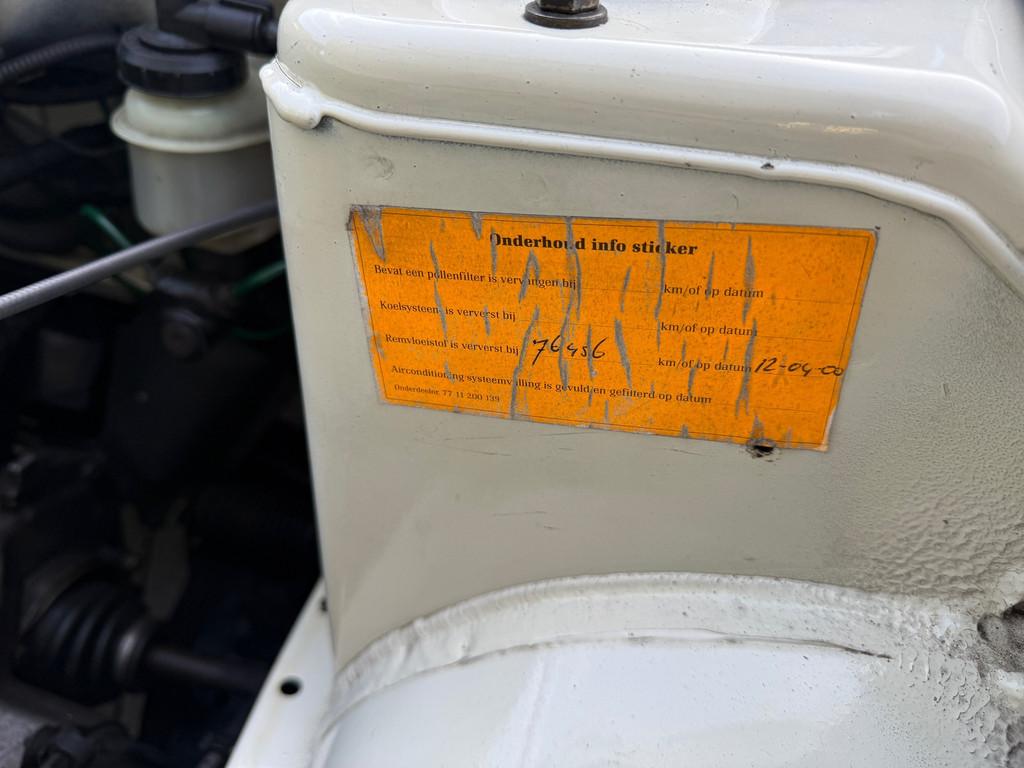 Onderhoud info sticker
Bevat een pollenfilter is vervangen bij km/of op datum
Koelsysteem is ververst bij km/of op datum
Remvloeistof is ververst bij 76456 km/of op datum 12-04-00
Airconditioning systeemvulling is gevuld en gefilterd op datum
Onderdeelnr. 77 11 200 139